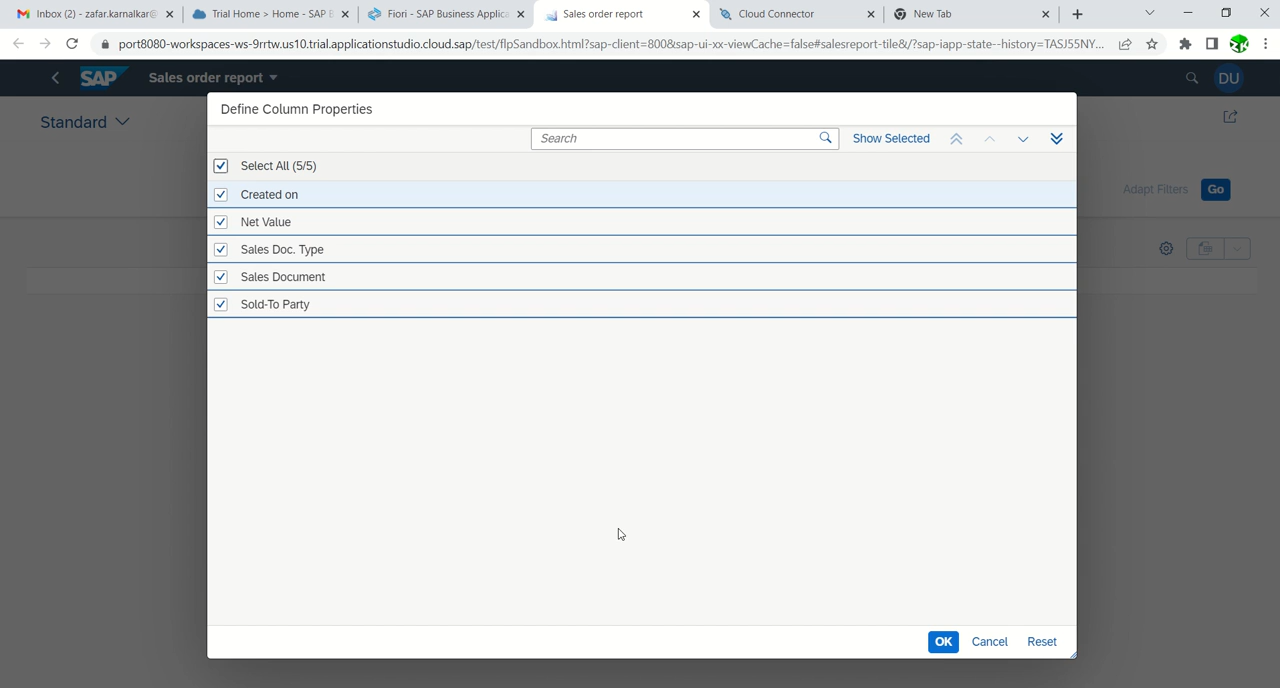 Inbox (2) - zafar.karnalkar@
Trial Home > Home - SAP B
Fiori - SAP Business Applica
Sales order report
Cloud Connector
New Tab
port8080-workspaces-ws-9rrtw.us10.trial.applicationstudio.cloud.sap/test/flpSandbox.html?sap-client=800&sap-ui-xx-viewCache=false#salesreport-tile&/?sap-iapp-state--history=TASJ55NY...
SAP
Sales order report
DU
Standard
Define Column Properties
Search
Show Selected
Select All (5/5)
Created on
Adapt Filters
Go
Net Value
Sales Doc. Type
Sales Document
Sold-To Party
OK
Cancel
Reset